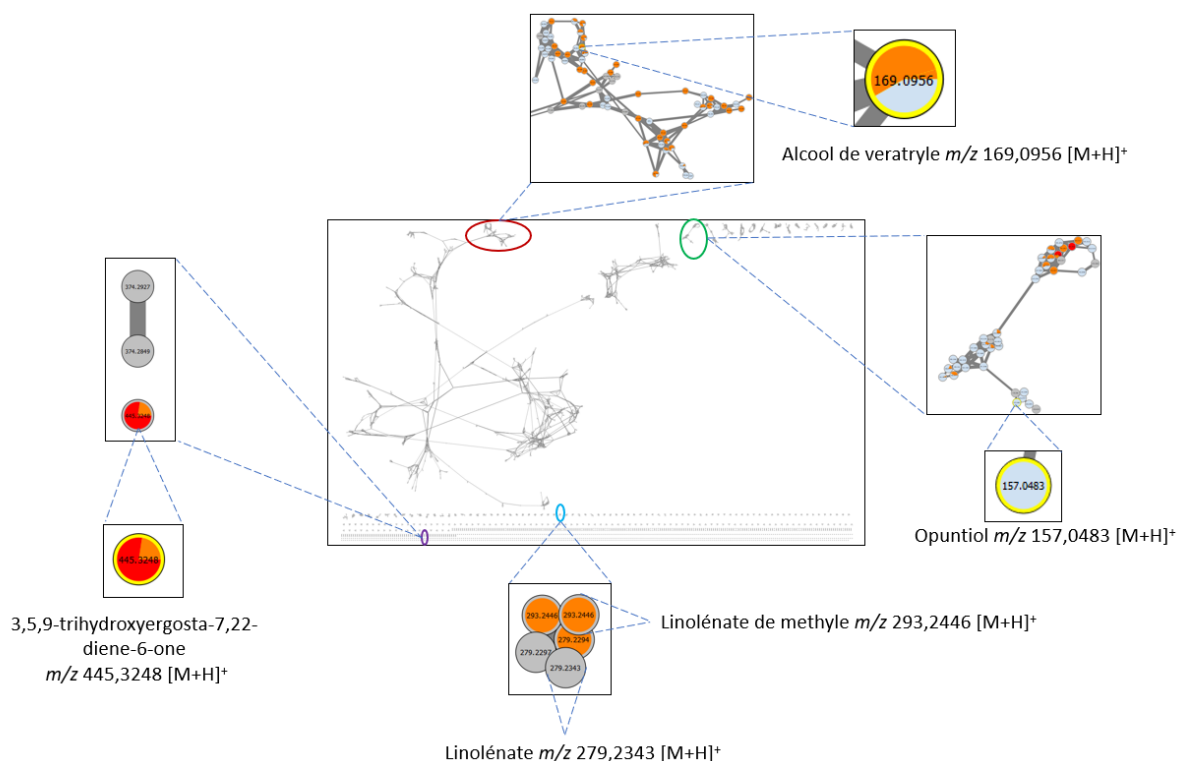 169.0956
Alcool de veratryle m/z 169,0956 [M+H]⁺
374.2927
374.2849
445.3248
157.0483
Opuntiol m/z 157,0483 [M+H]⁺
445.3248
3,5,9-trihydroxyergosta-7,22-
diene-6-one
m/z 445,3248 [M+H]⁺
293.2446
293.2446
279.2294
279.2297
279.2343
Linolénate de methyle m/z 293,2446 [M+H]⁺
Linolénate m/z 279,2343 [M+H]⁺